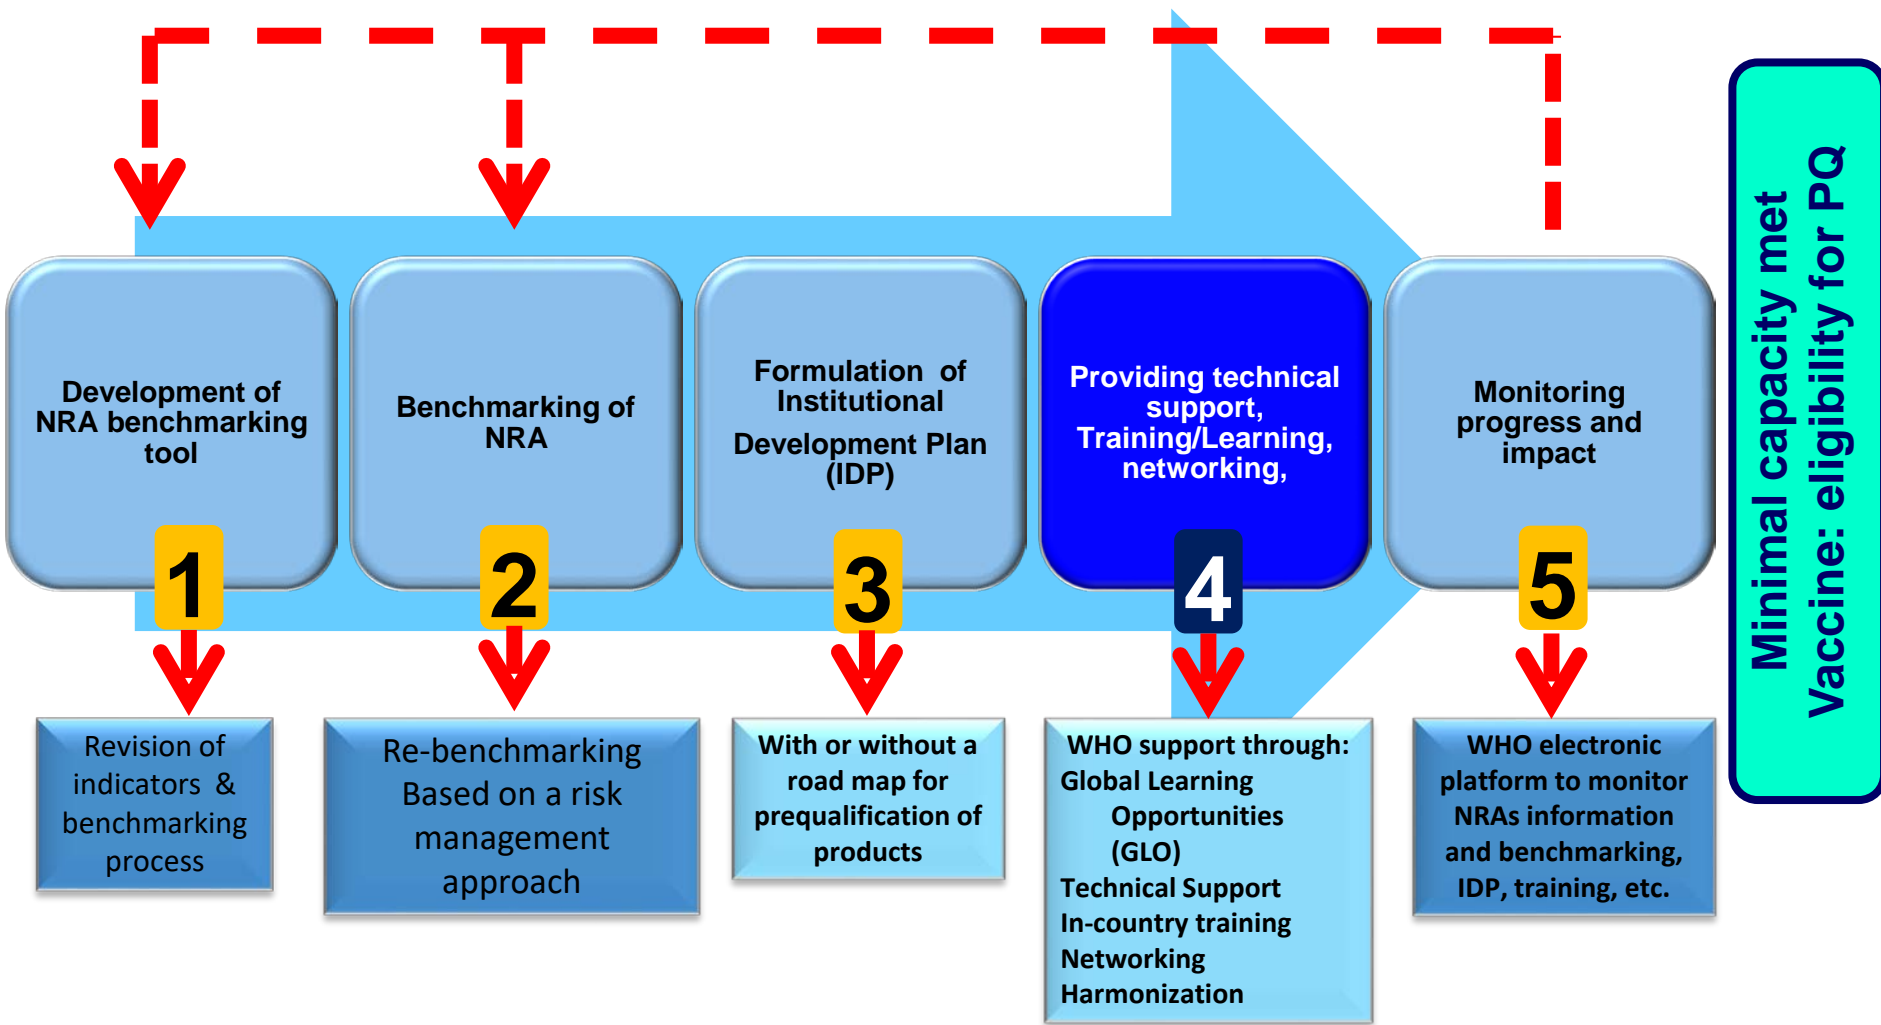 Development of
NRA benchmarking
tool
1
Benchmarking of
NRA
2
Formulation of
Institutional
Development Plan
(IDP)
3
Providing technical
support,
Training/Learning,
networking,
4
Monitoring
progress and
impact
5
Revision of
indicators &
benchmarking
process
Re-benchmarking
Based on a risk
management
approach
With or without a
road map for
prequalification of
products
WHO support through:
Global Learning
Opportunities
(GLO)
Technical Support
In-country training
Networking
Harmonization
WHO electronic
platform to monitor
NRAs information
and benchmarking,
IDP, training, etc.
Minimal capacity met
Vaccine: eligibility for PQ